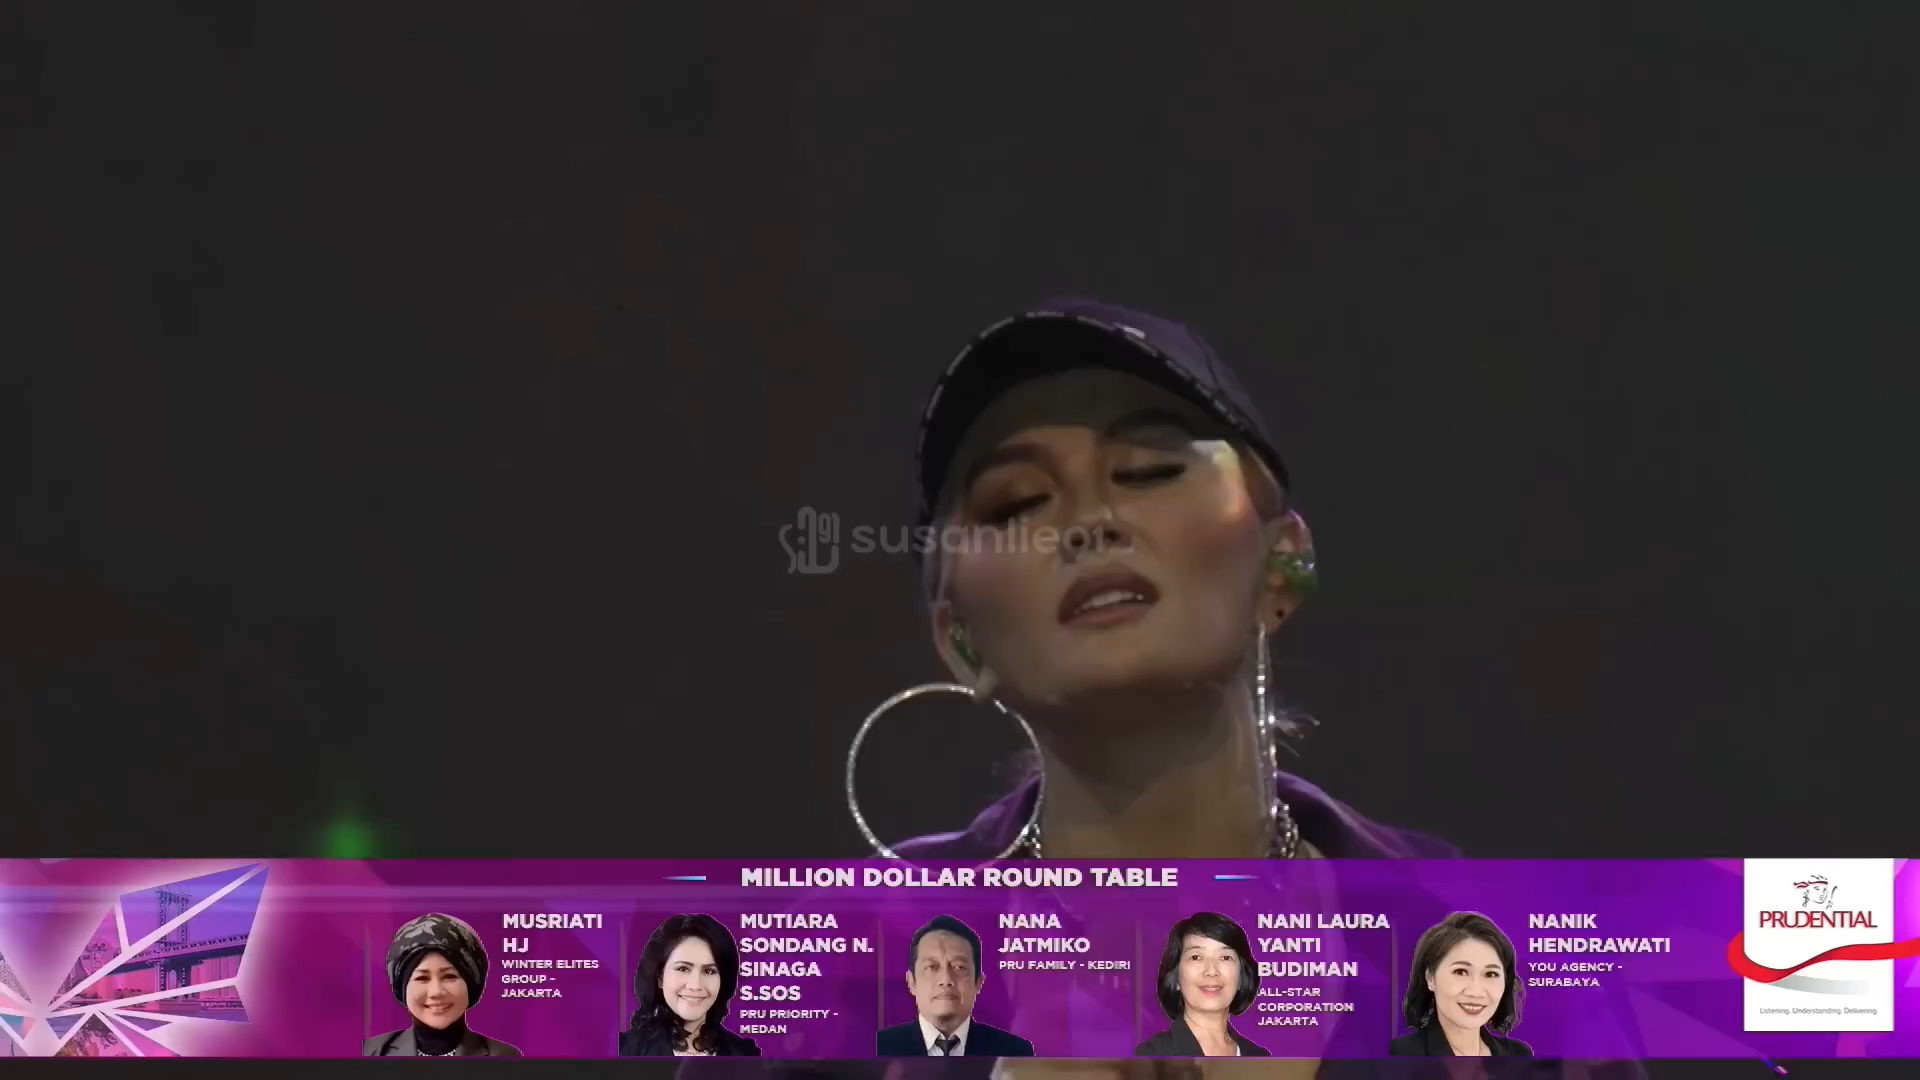 susanlie91_
MILLION DOLLAR ROUND TABLE
MUSRIATI
HJ
WINTER ELITES
GROUP -
JAKARTA
MUTIARA
SONDANG N.
SINAGA
S.SOS
PRU PRIORITY -
MEDAN
NANA
JATMIKO
PRU FAMILY - KEDIRI
NANI LAURA
YANTI
BUDIMAN
ALL-STAR
CORPORATION
JAKARTA
NANIK
HENDRAWATI
YOU AGENCY -
SURABAYA
PRUDENTIAL
Listening. Understanding. Delivering.